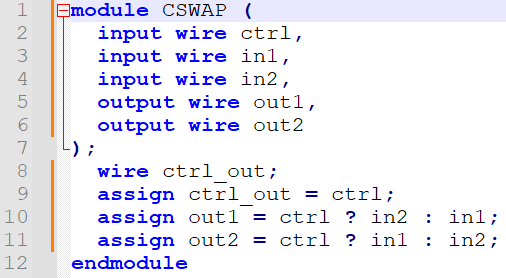 1 module CSWAP (
2 input wire ctrl,
3 input wire in1,
4 input wire in2,
5 output wire out1,
6 output wire out2
7 );
8 wire ctrl_out;
9 assign ctrl_out = ctrl;
10 assign out1 = ctrl ? in2 : in1;
11 assign out2 = ctrl ? in1 : in2;
12 endmodule